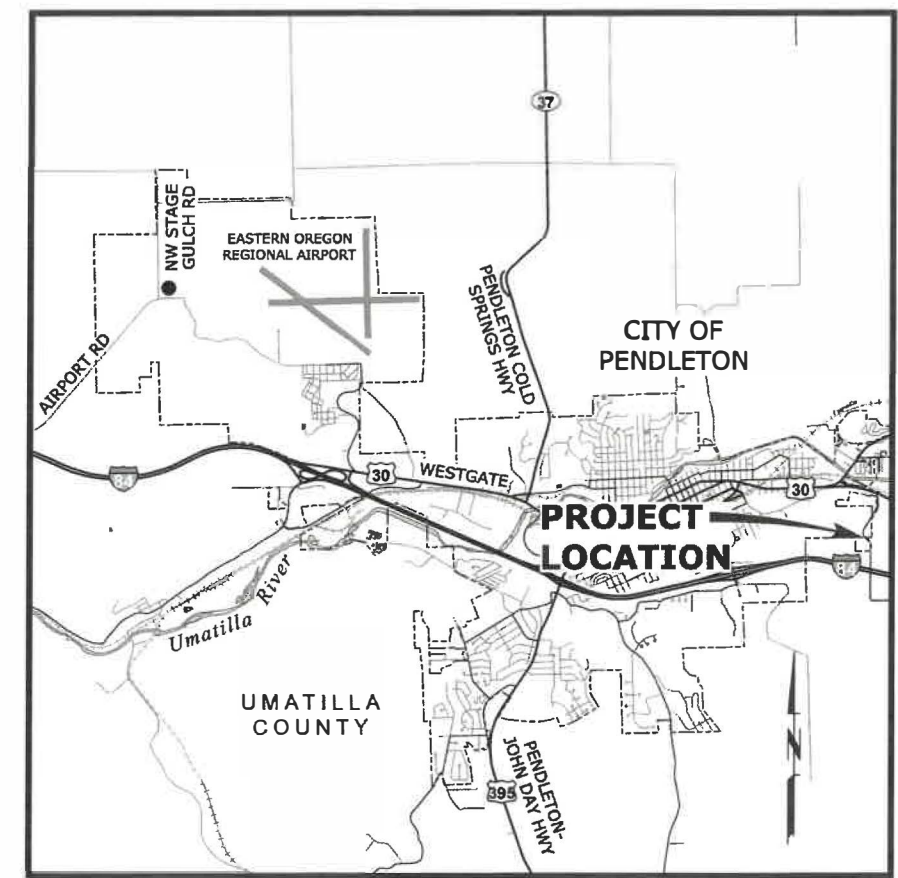 37
NW STAGE
GULCH RD
EASTERN OREGON
REGIONAL AIRPORT
PENDLETON COLD
SPRINGS HWY
CITY OF
PENDLETON
AIRPORT RD
84
30
WESTGATE
30
PROJECT
LOCATION
84
Umatilla River
UMATILLA
COUNTY
PENDLETON-
JOHN DAY HWY
395
N